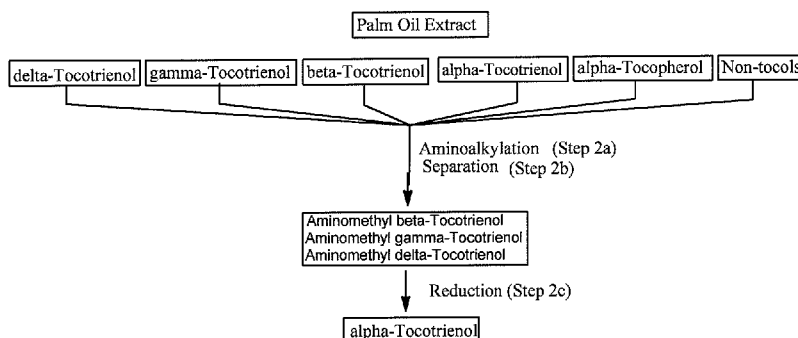 Palm Oil Extract
delta-Tocotrienol gamma-Tocotrienol beta-Tocotrienol alpha-Tocotrienol alpha-Tocopherol Non-tocols
Aminoalkylation (Step 2a)
Separation (Step 2b)
Aminomethyl beta-Tocotrienol
Aminomethyl gamma-Tocotrienol
Aminomethyl delta-Tocotrienol
Reduction (Step 2c)
alpha-Tocotrienol